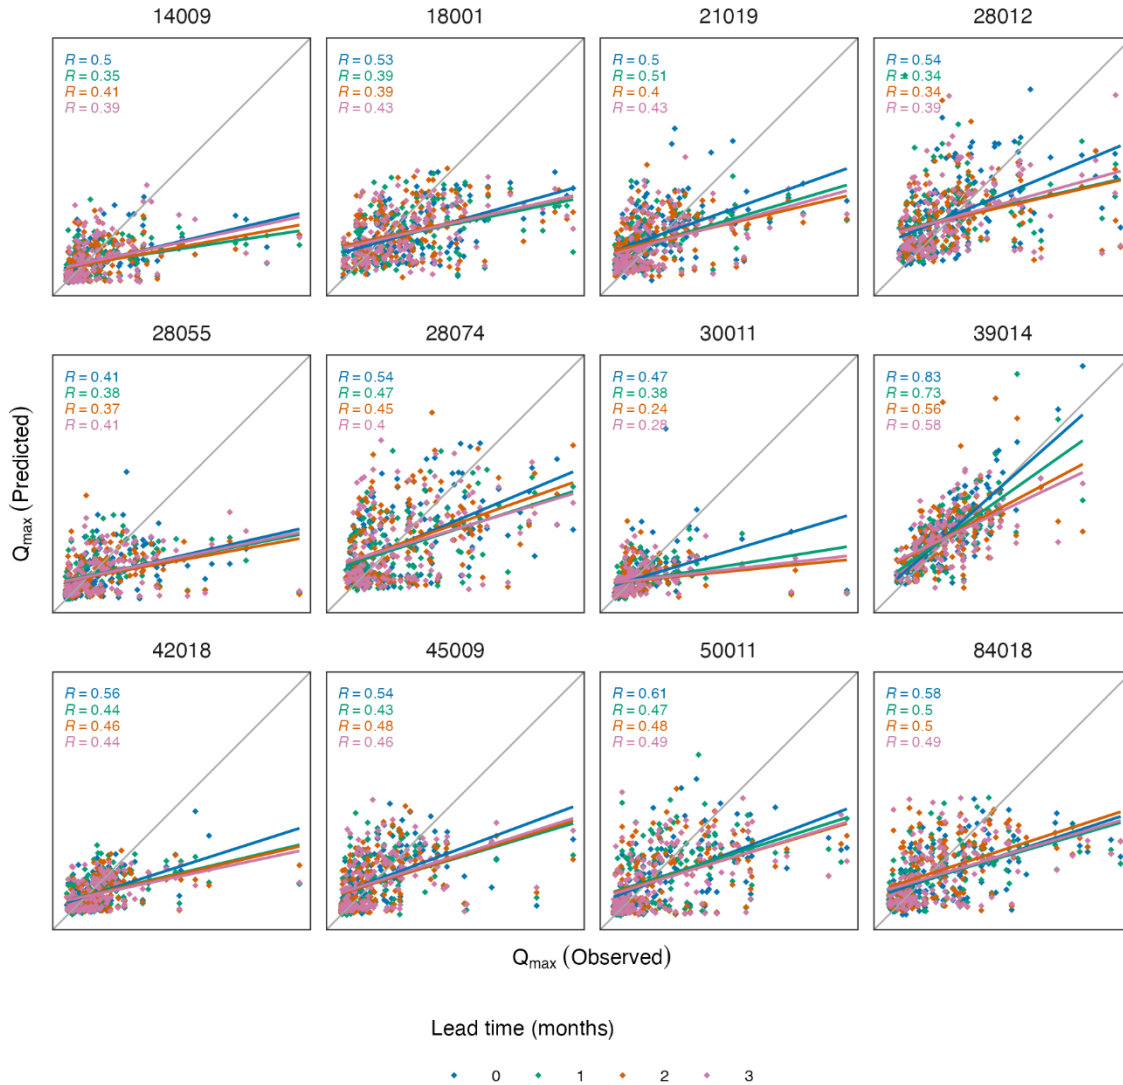 14009
18001
21019
28012
R = 0.5
R = 0.35
R = 0.41
R = 0.39
R = 0.53
R = 0.39
R = 0.39
R = 0.43
R = 0.5
R = 0.51
R = 0.4
R = 0.43
R = 0.54
R = 0.34
R = 0.34
R = 0.39
28055
28074
30011
39014
R = 0.41
R = 0.38
R = 0.37
R = 0.41
R = 0.54
R = 0.47
R = 0.45
R = 0.4
R = 0.47
R = 0.38
R = 0.24
R = 0.28
R = 0.83
R = 0.73
R = 0.56
R = 0.58
Qmax (Predicted)
42018
45009
50011
84018
R = 0.56
R = 0.44
R = 0.46
R = 0.44
R = 0.54
R = 0.43
R = 0.48
R = 0.46
R = 0.61
R = 0.47
R = 0.48
R = 0.49
R = 0.58
R = 0.5
R = 0.5
R = 0.49
Qmax (Observed)
Lead time (months)
0 1 2 3